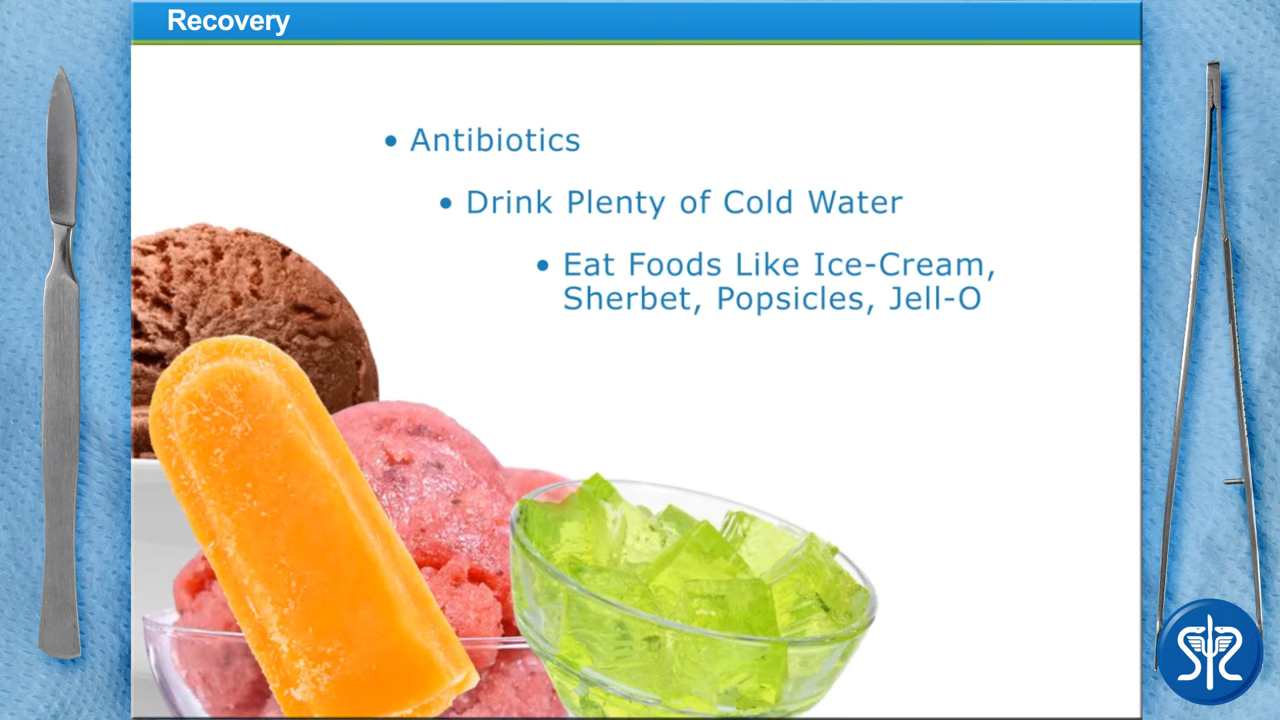 Recovery
• Antibiotics
• Drink Plenty of Cold Water
• Eat Foods Like Ice-Cream,
Sherbet, Popsicles, Jell-O